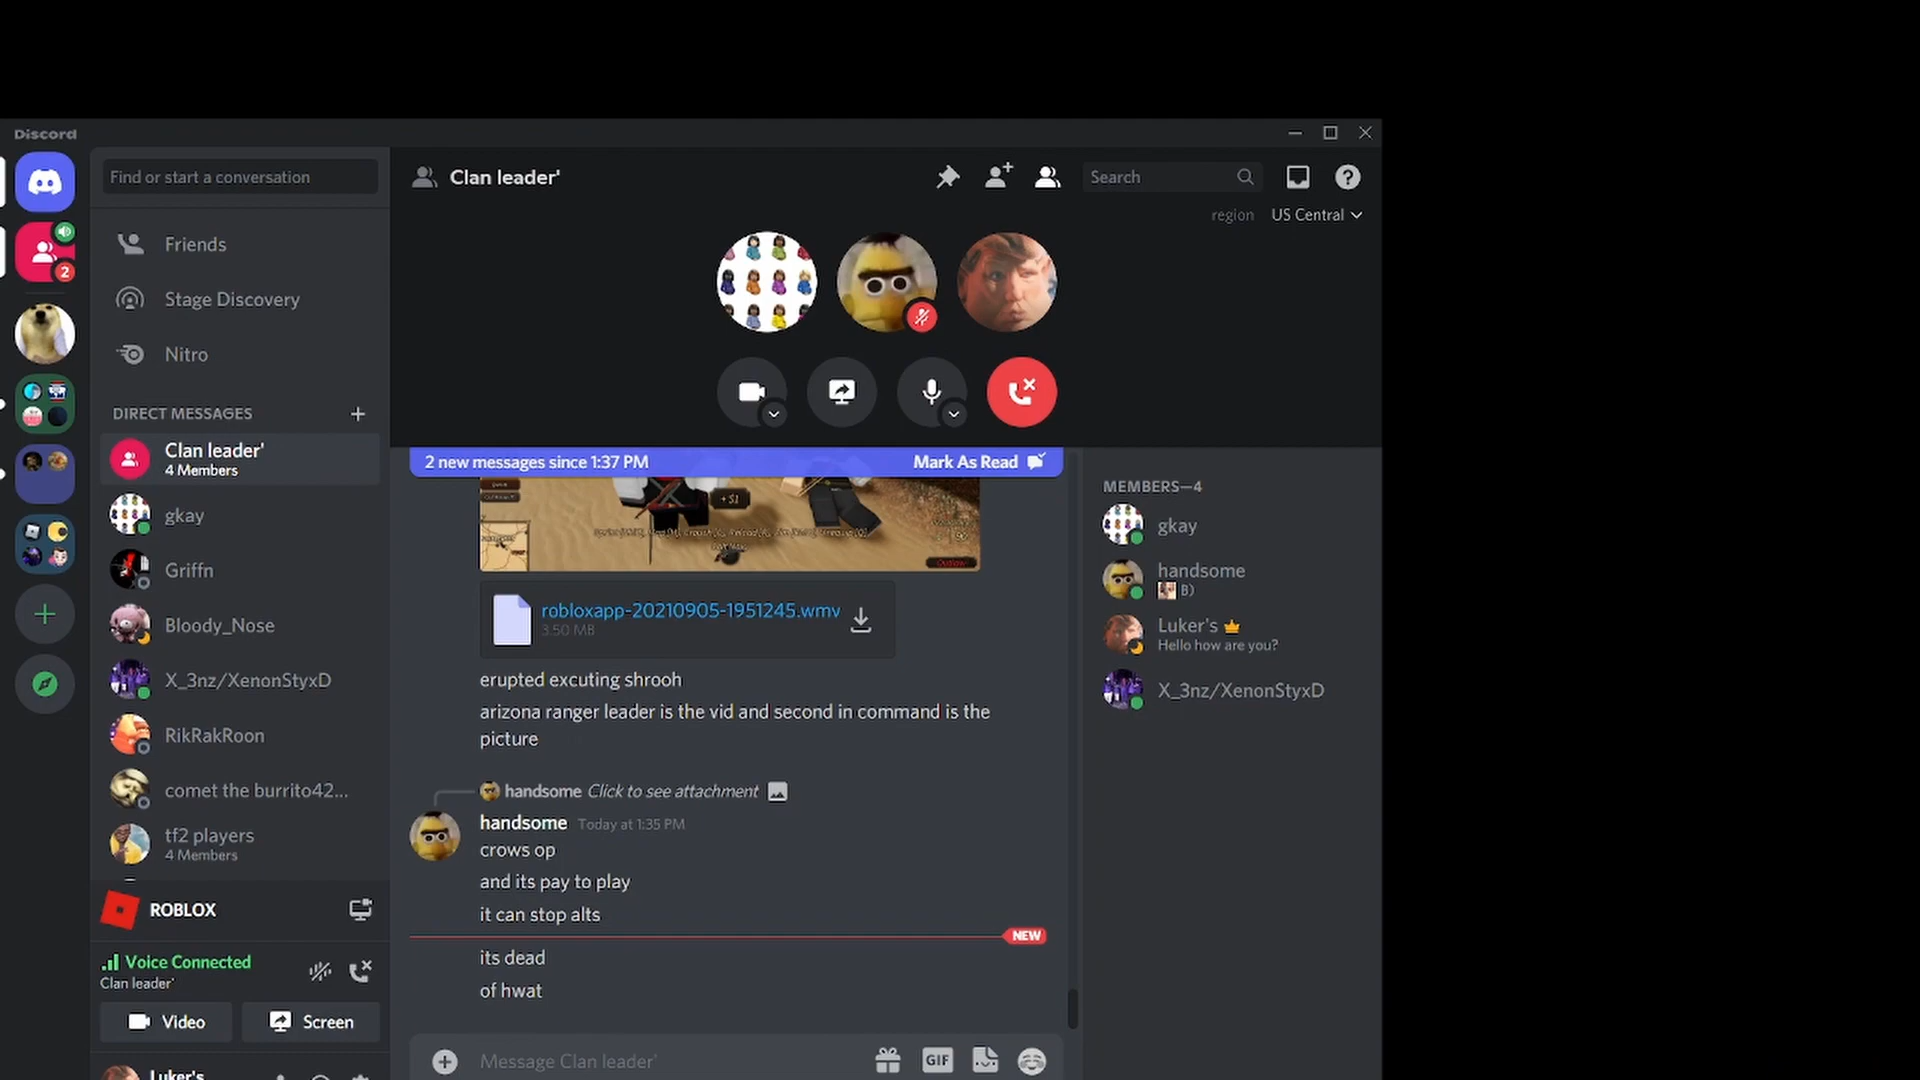 Discord
Find or start a conversation
Friends
Stage Discovery
Nitro
DIRECT MESSAGES
Clan leader'
4 Members
gkay
Griffn
Bloody_Nose
X_3nz/XenonStyxD
RikRakRoon
comet the burrito42...
tf2 players
4 Members
ROBLOX
Voice Connected
Clan leader'
Video
Screen
Luker's
2
Clan leader'
Search
region
US Central
2 new messages since 1:37 PM
Mark As Read
+ $1
Outlaw
robloxapp-20210905-1951245.wmv
3.50 MB
erupted excuting shrooh
arizona ranger leader is the vid and second in command is the
picture
handsome Click to see attachment
handsome Today at 1:35 PM
crows op
and its pay to play
it can stop alts
NEW
its dead
of hwat
Message Clan leader'
GIF
MEMBERS—4
gkay
handsome
B)
Luker's
Hello how are you?
X_3nz/XenonStyxD